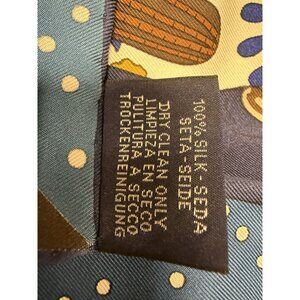 100% SILK - SEDA
SETA - SEIDE
DRY CLEAN ONLY
LIMPIEZA EN SECO
PULITURA A SECCO
TROCKENREINIGUNG